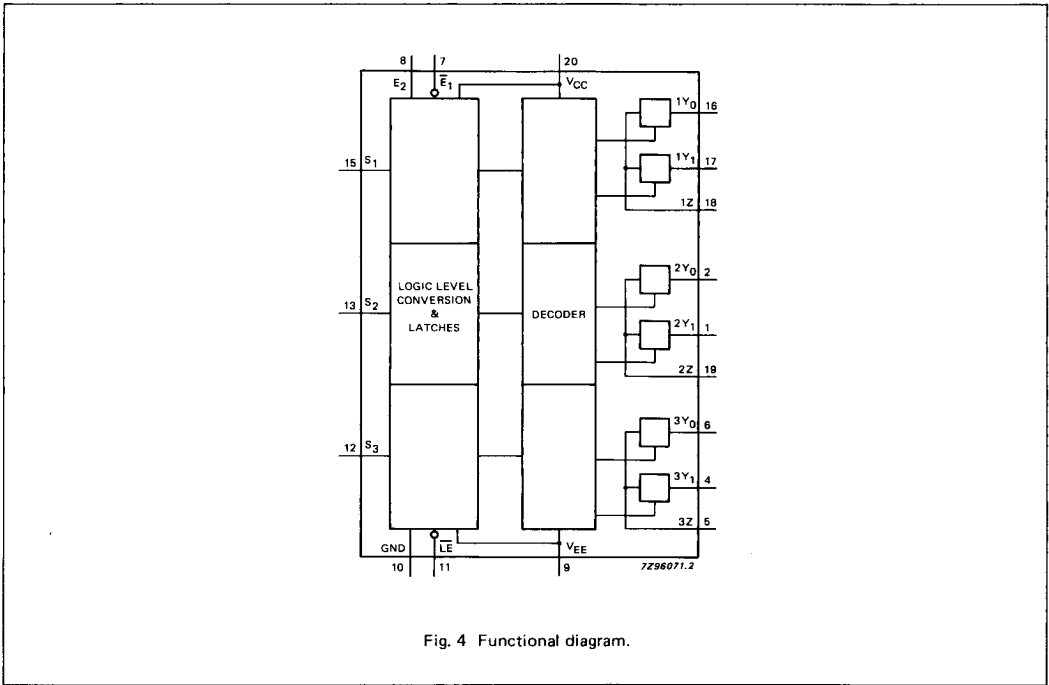 8 7 20
E2 E̅1 VCC
1Y0 16
15 S1
1Y1 17
1Z 18
2Y0 2
LOGIC LEVEL
CONVERSION
&
LATCHES
13 S2
DECODER
2Y1 1
2Z 19
3Y0 6
12 S3
3Y1 4
3Z 5
GND L̅E̅ VEE
10 11 9
7Z96071.2
Fig. 4 Functional diagram.